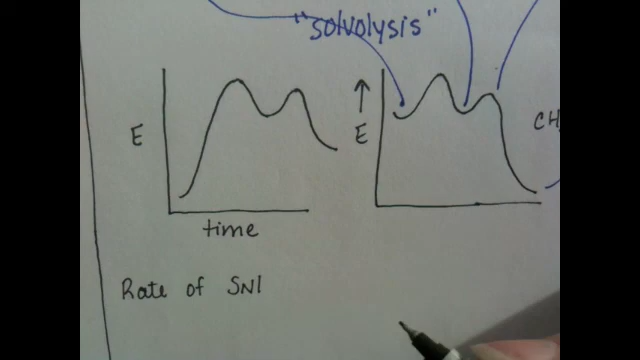 "solvolysis"
E
E
CH
time
Rate of SN1